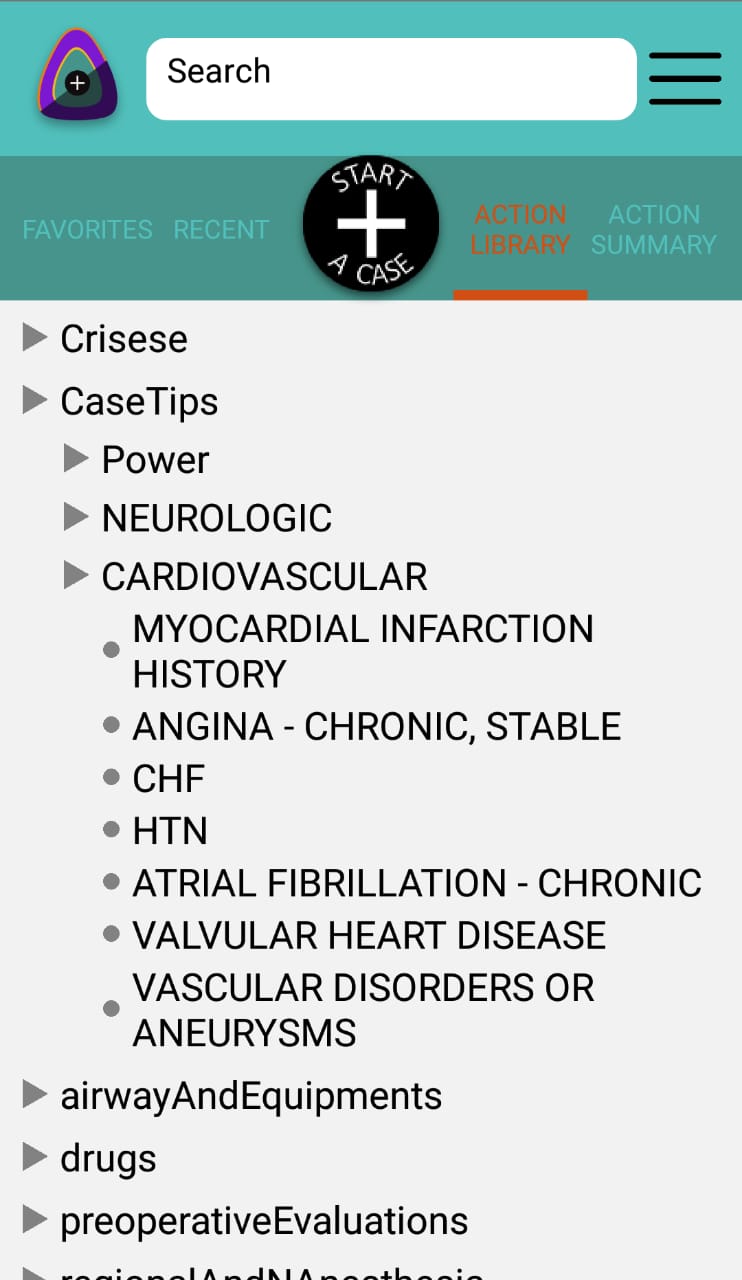 Search
FAVORITES
RECENT
START
A CASE
ACTION
LIBRARY
ACTION
SUMMARY
Crisese
CaseTips
Power
NEUROLOGIC
CARDIOVASCULAR
MYOCARDIAL INFARCTION
HISTORY
ANGINA - CHRONIC, STABLE
CHF
HTN
ATRIAL FIBRILLATION - CHRONIC
VALVULAR HEART DISEASE
VASCULAR DISORDERS OR
ANEURYSMS
airwayAndEquipments
drugs
preoperativeEvaluations